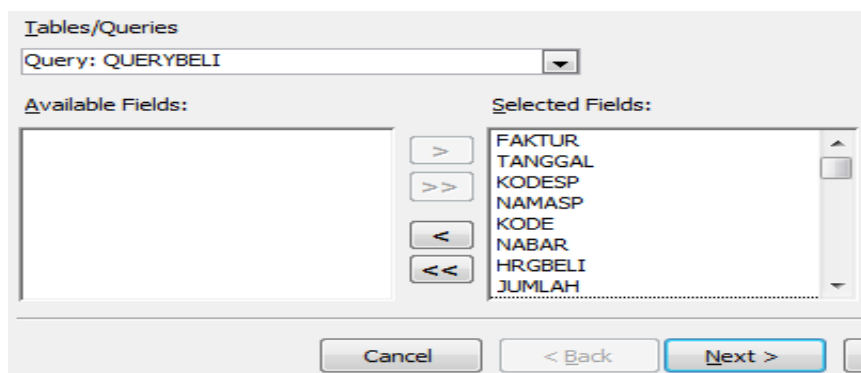 Tables/Queries
Query: QUERYBELI
Available Fields:
Selected Fields:
>
>>
<
<<
FAKTUR
TANGGAL
KODESP
NAMASP
KODE
NABAR
HRGBELI
JUMLAH
Cancel
< Back
Next >